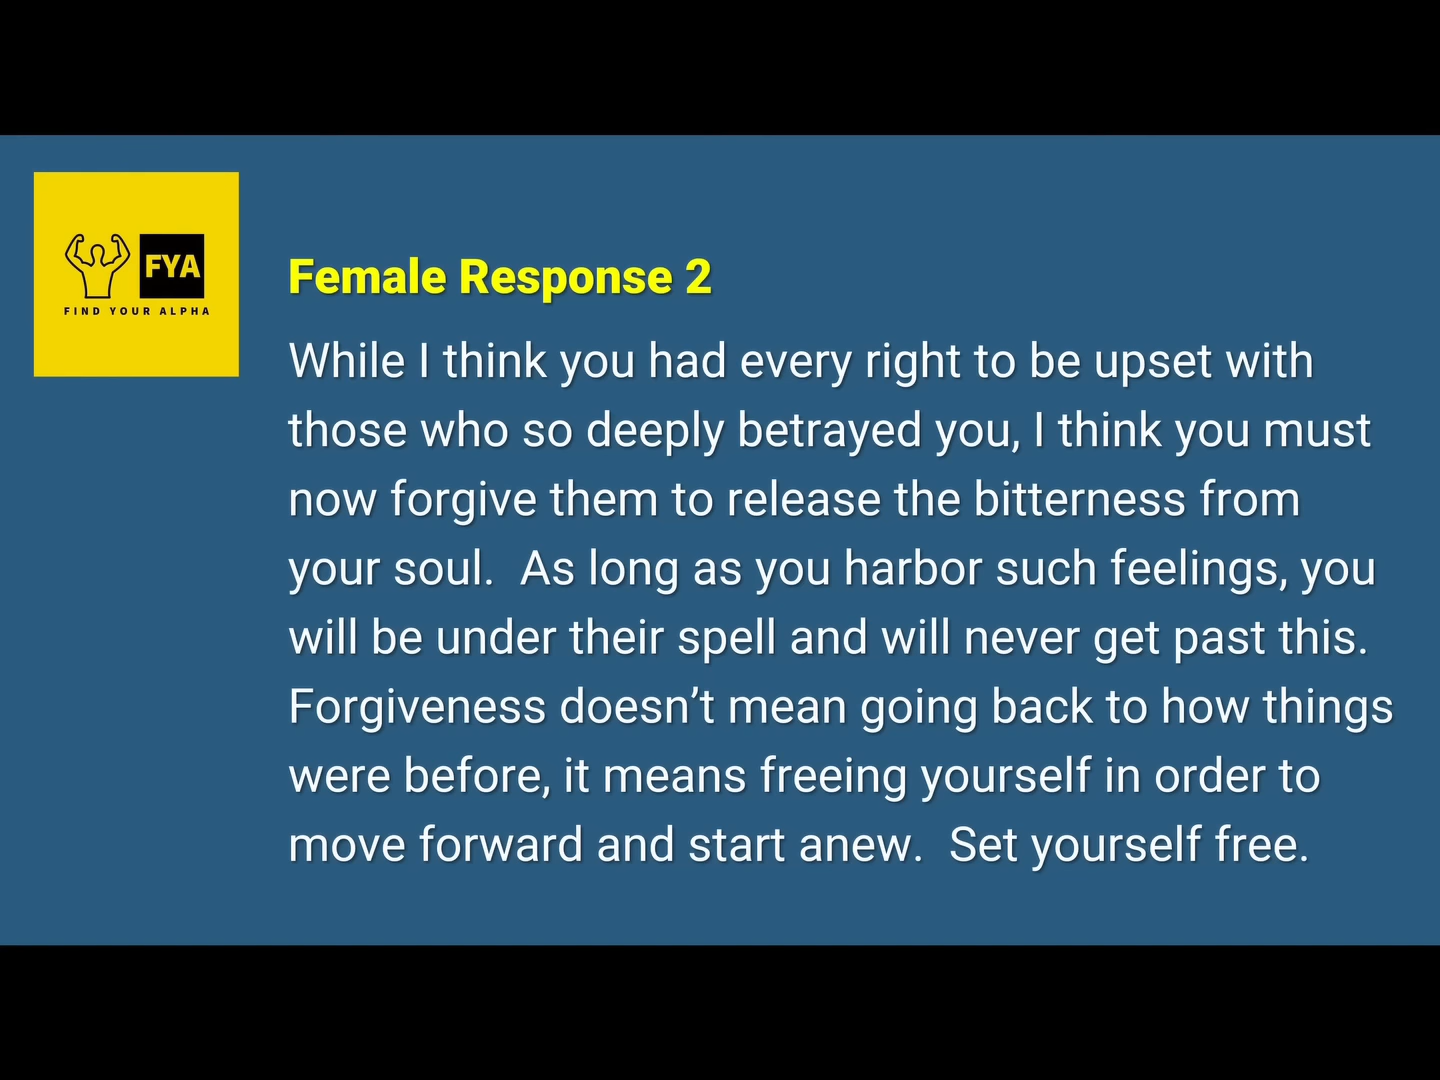 FYA
FIND YOUR ALPHA
Female Response 2
While I think you had every right to be upset with
those who so deeply betrayed you, I think you must
now forgive them to release the bitterness from
your soul.  As long as you harbor such feelings, you
will be under their spell and will never get past this.
Forgiveness doesn’t mean going back to how things
were before, it means freeing yourself in order to
move forward and start anew.  Set yourself free.